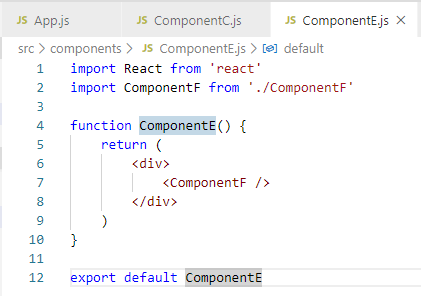 JS App.js JS ComponentC.js JS ComponentE.js ×
src > components > JS ComponentE.js > default
1 import React from 'react'
2 import ComponentF from './ComponentF'
3
4 function ComponentE() {
5 return (
6 <div>
7 <ComponentF />
8 </div>
9 )
10 }
11
12 export default ComponentE